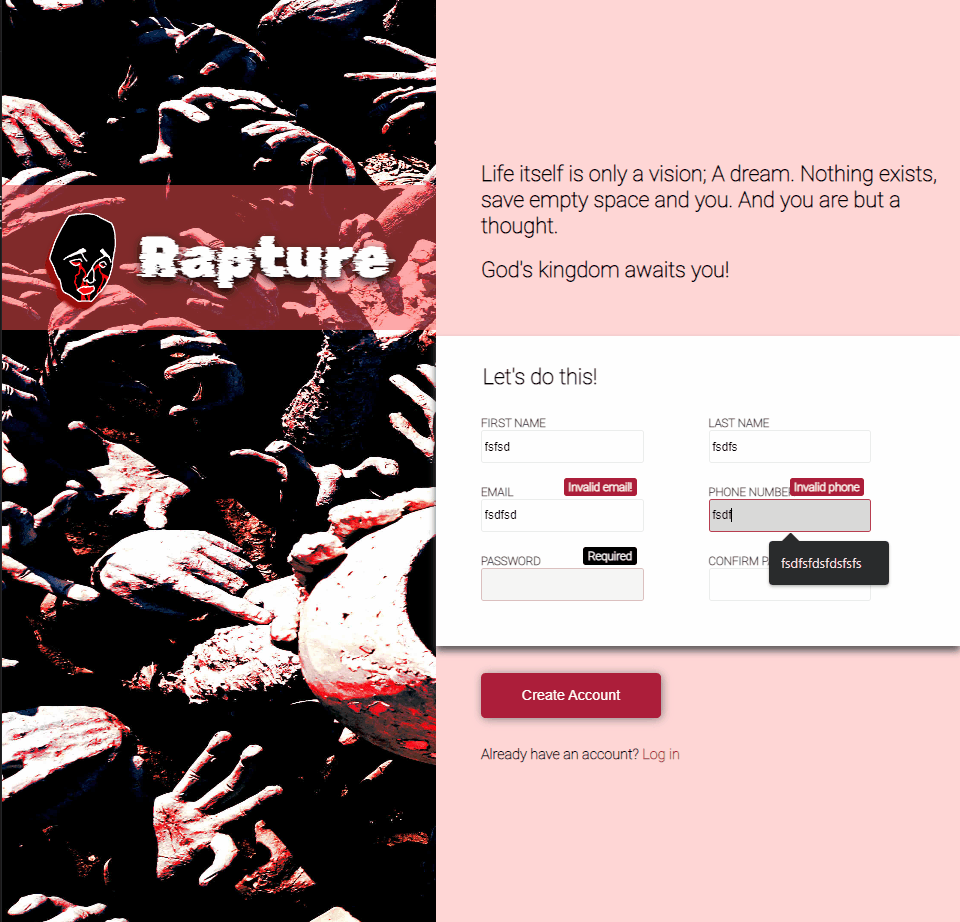 Rapture
Life itself is only a vision; A dream. Nothing exists,
save empty space and you. And you are but a
thought.
God's kingdom awaits you!
Let's do this!
FIRST NAME
LAST NAME
fsfsd
fsdfs
EMAIL
Invalid email!
PHONE NUMBE
Invalid phone
fsdfsd
fsdf
PASSWORD
Required
CONFIRM P
fsdfsfdsfdsfsfs
Create Account
Already have an account? Log in